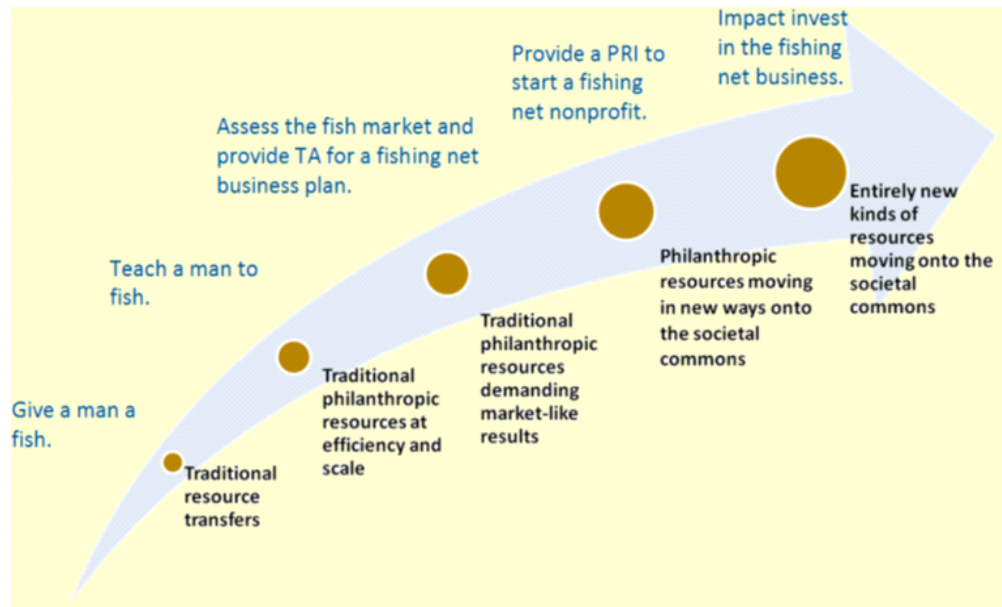 Impact invest
in the fishing
net business.
Provide a PRI to
start a fishing
net nonprofit.
Assess the fish market and
provide TA for a fishing net
business plan.
Teach a man to
fish.
Give a man a
fish.
Traditional
resource
transfers
Traditional
philanthropic
resources at
efficiency and
scale
Traditional
philanthropic
resources
demanding
market-like
results
Philanthropic
resources moving
in new ways onto
the societal
commons
Entirely new
kinds of
resources
moving onto the
societal
commons